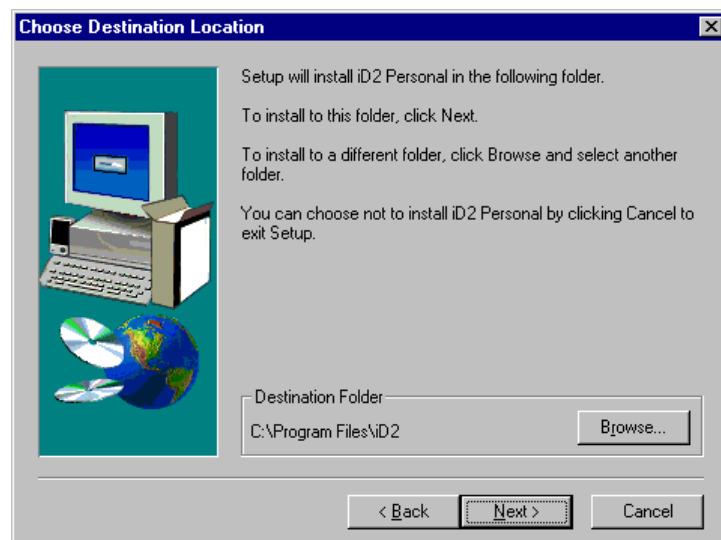 Choose Destination Location
Setup will install iD2 Personal in the following folder.
To install to this folder, click Next.
To install to a different folder, click Browse and select another
folder.
You can choose not to install iD2 Personal by clicking Cancel to
exit Setup.
Destination Folder
C:\Program Files\iD2
Browse...
< Back
Next >
Cancel